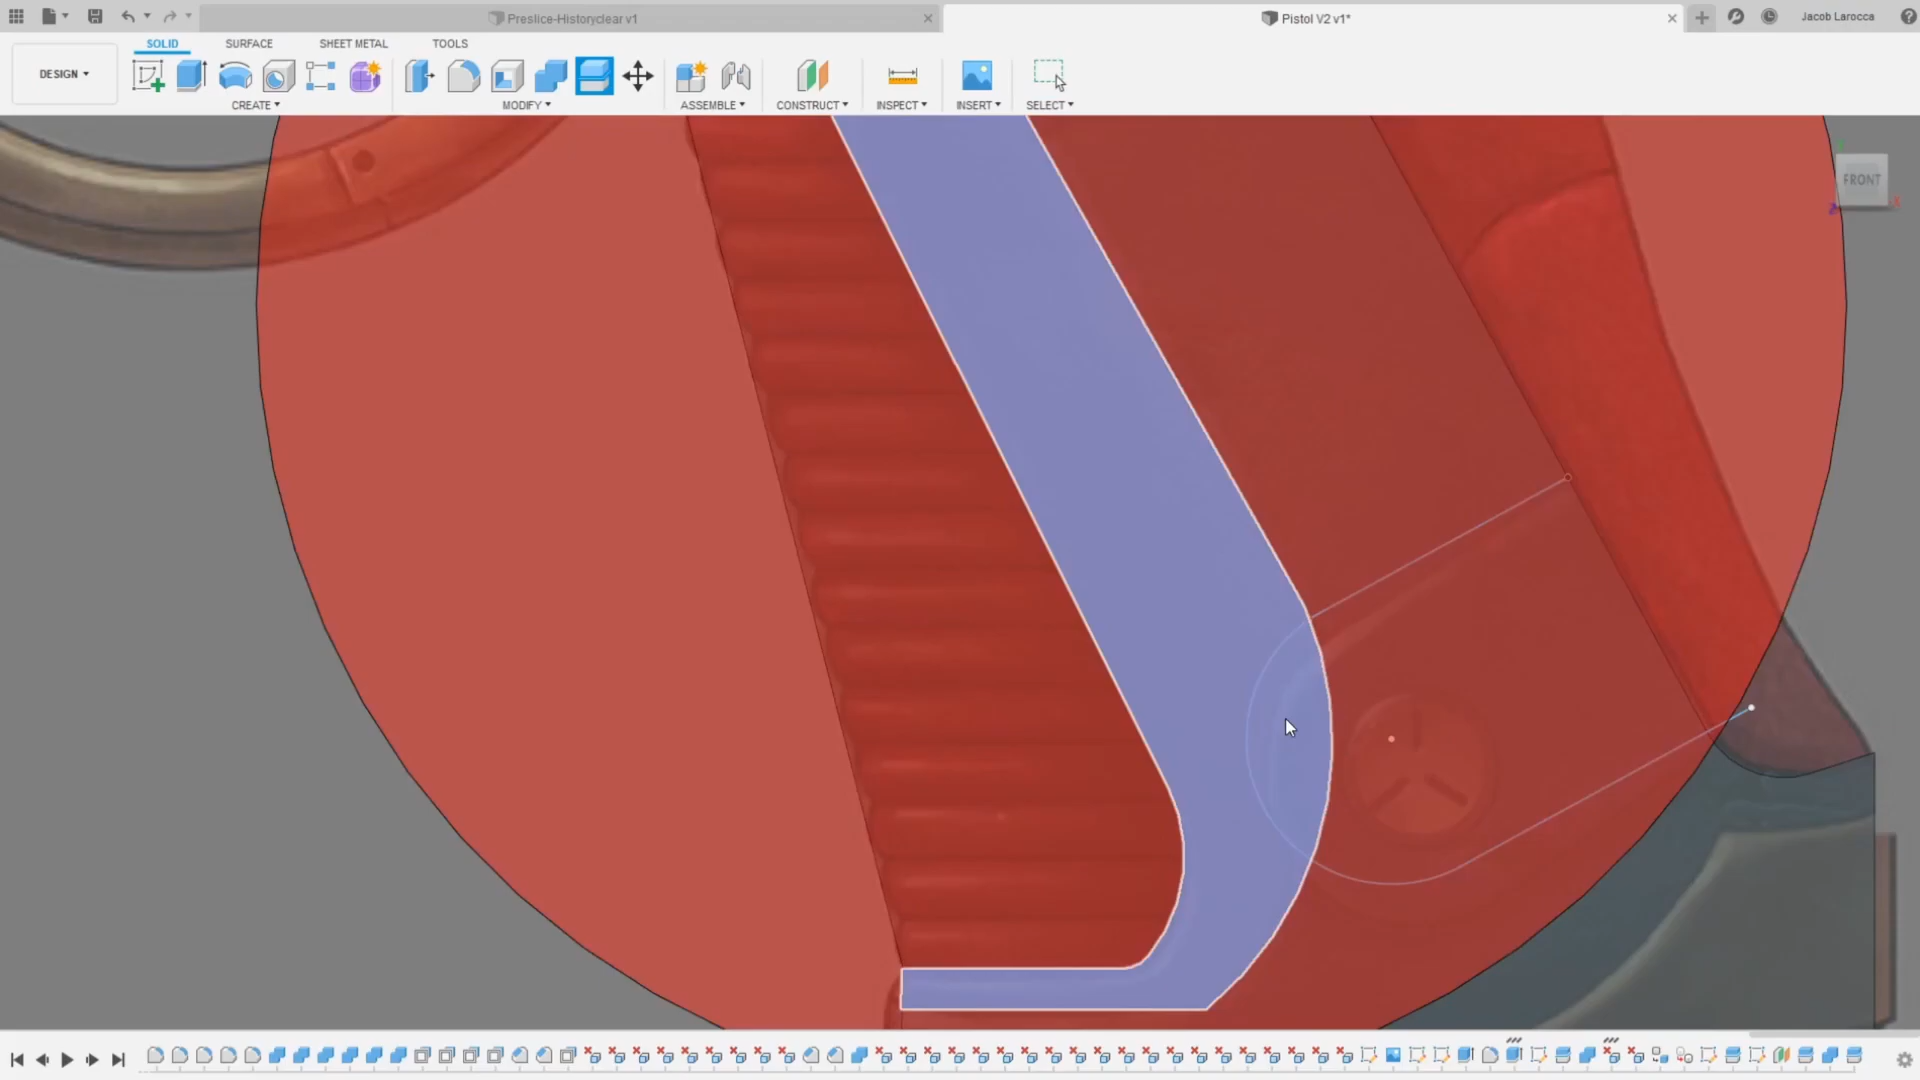 Preslice-Historyclear v1
Pistol V2 v1*
Jacob Larocca
DESIGN
SOLID
SURFACE
SHEET METAL
TOOLS
CREATE
MODIFY
ASSEMBLE
CONSTRUCT
INSPECT
INSERT
SELECT
FRONT